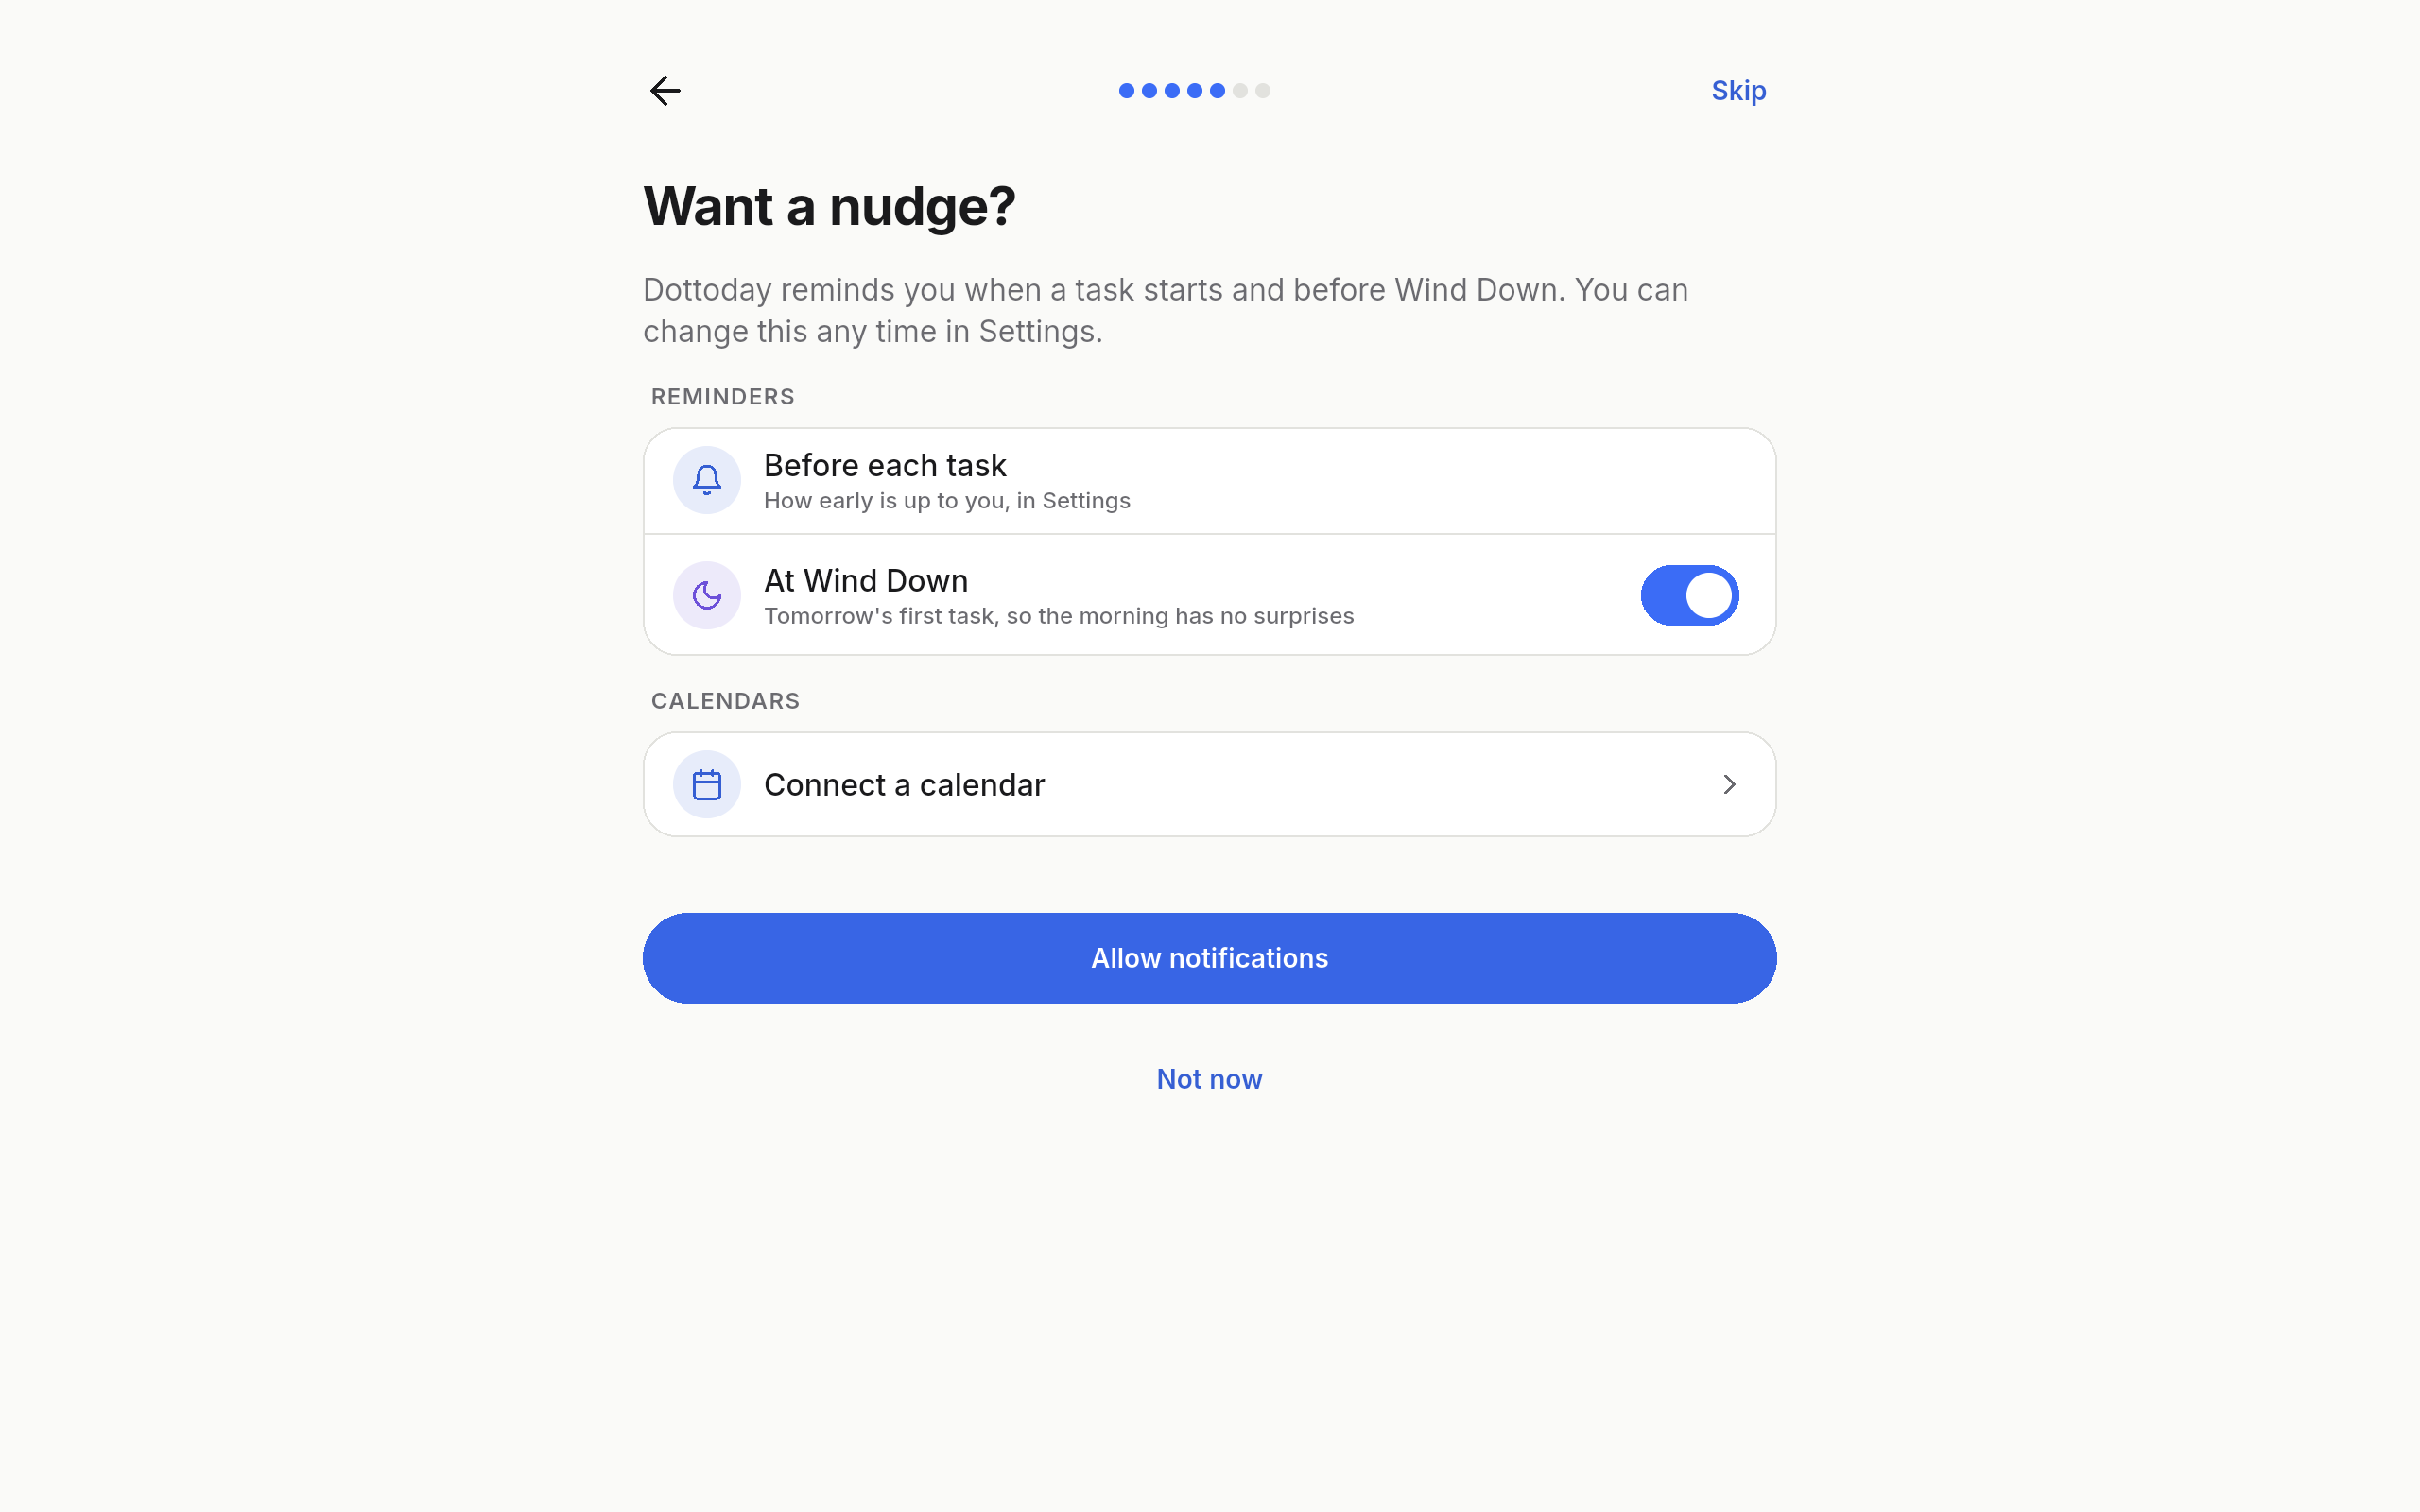 Skip
Want a nudge?
Dottoday reminds you when a task starts and before Wind Down. You can
change this any time in Settings.
REMINDERS
Before each task
How early is up to you, in Settings
At Wind Down
Tomorrow's first task, so the morning has no surprises
CALENDARS
Connect a calendar
Allow notifications
Not now